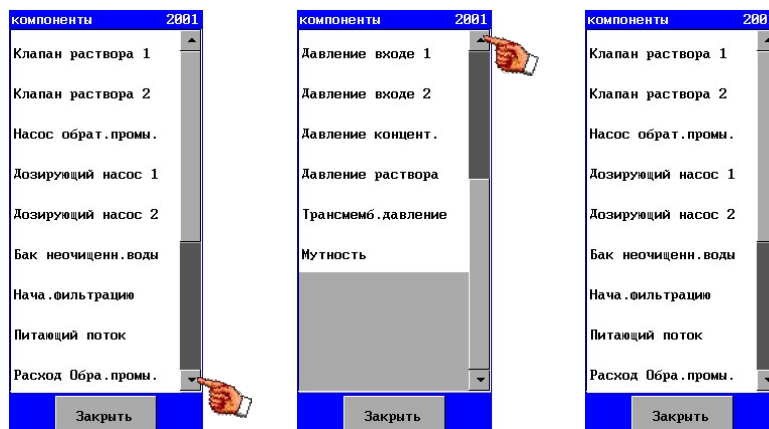 компоненты 2001
Клапан раствора 1
Клапан раствора 2
Насос обрат.промы.
Дозирующий насос 1
Дозирующий насос 2
Бак неочищенн.воды
Нача.фильтрацию
Питающий поток
Расход Обра.промы.
Закрыть
компоненты 2001
Давление входе 1
Давление входе 2
Давление концент.
Давление раствора
Трансмемб.давление
Мутность
Закрыть
компоненты 200
Клапан раствора 1
Клапан раствора 2
Насос обрат.промы.
Дозирующий насос 1
Дозирующий насос 2
Бак неочищенн.воды
Нача.фильтрацию
Питающий поток
Расход Обра.промы.
Закрыть